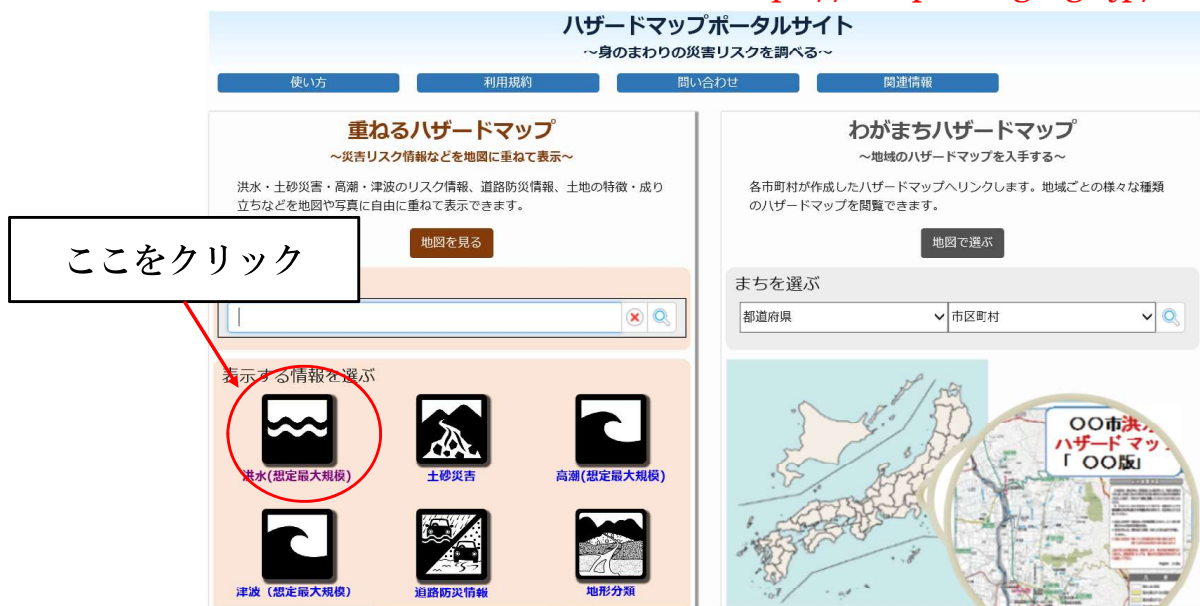 ハザードマップポータルサイト
～身のまわりの災害リスクを調べる～
使い方
利用規約
問い合わせ
関連情報
重ねるハザードマップ
～災害リスク情報などを地図に重ねて表示～
洪水・土砂災害・高潮・津波のリスク情報、道路防災情報、土地の特徴・成り
立ちなどを地図や写真に自由に重ねて表示できます。
地図を見る
ここをクリック
表示する情報を選ぶ
洪水(想定最大規模)
土砂災害
高潮(想定最大規模)
津波（想定最大規模）
道路防災情報
地形分類
わがまちハザードマップ
～地域のハザードマップを入手する～
各市町村が作成したハザードマップへリンクします。地域ごとの様々な種類
のハザードマップを閲覧できます。
地図で選ぶ
まちを選ぶ
都道府県
市区町村
〇〇市洪
ハザードマッ
「 〇〇版」